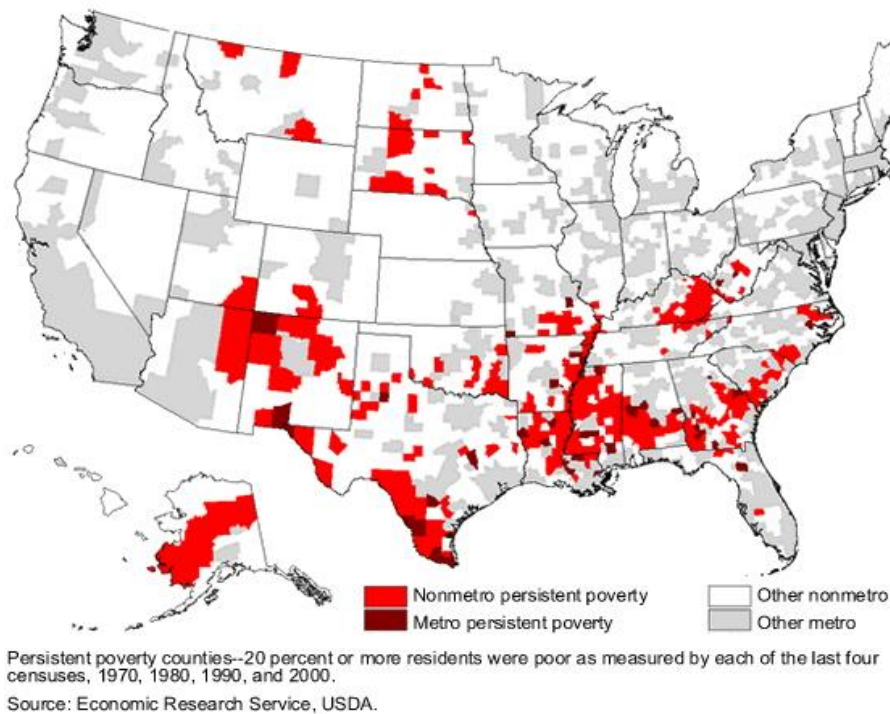 Nonmetro persistent poverty
Metro persistent poverty
Other nonmetro
Other metro
Persistent poverty counties--20 percent or more residents were poor as measured by each of the last four
censuses, 1970, 1980, 1990, and 2000.
Source: Economic Research Service, USDA.